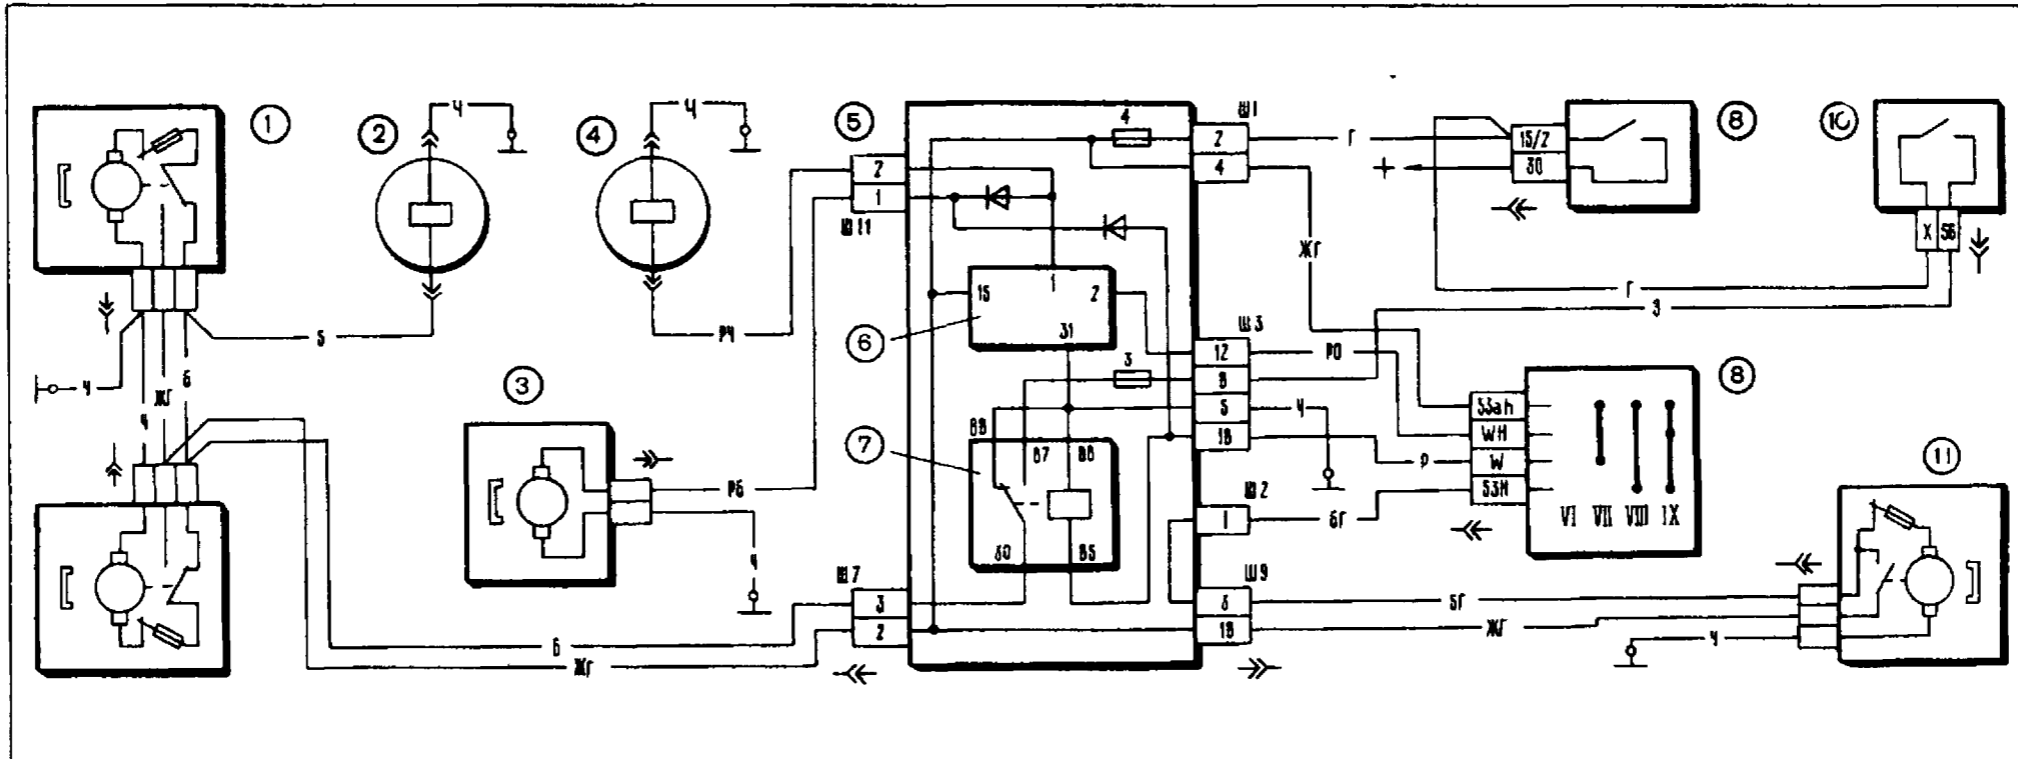 1
2
4
5
8
10
Ч
Ч
4
Ш1
2
4
Г
15/2
30
+
2
1
Ш11
ЖГ
X 56
1
15
2
31
Г
З
6
РЧ
Б
Ч
ЖГ
Б
Ч
3
Ш3
12
8
5
18
РО
3
Ч
Р
8
53ah
WH
W
53H
VI VII VIII IX
7
88
87
86
30
85
РБ
Ч
Ш2
1
БГ
11
Ш7
3
2
Ш9
6
18
БГ
ЖГ
Ч
Б
ЖГ